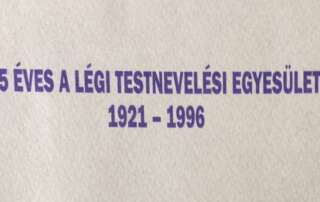 5 ÉVES A LÉGI TESTNEVELÉSI EGYESÜLET
1921 – 1996